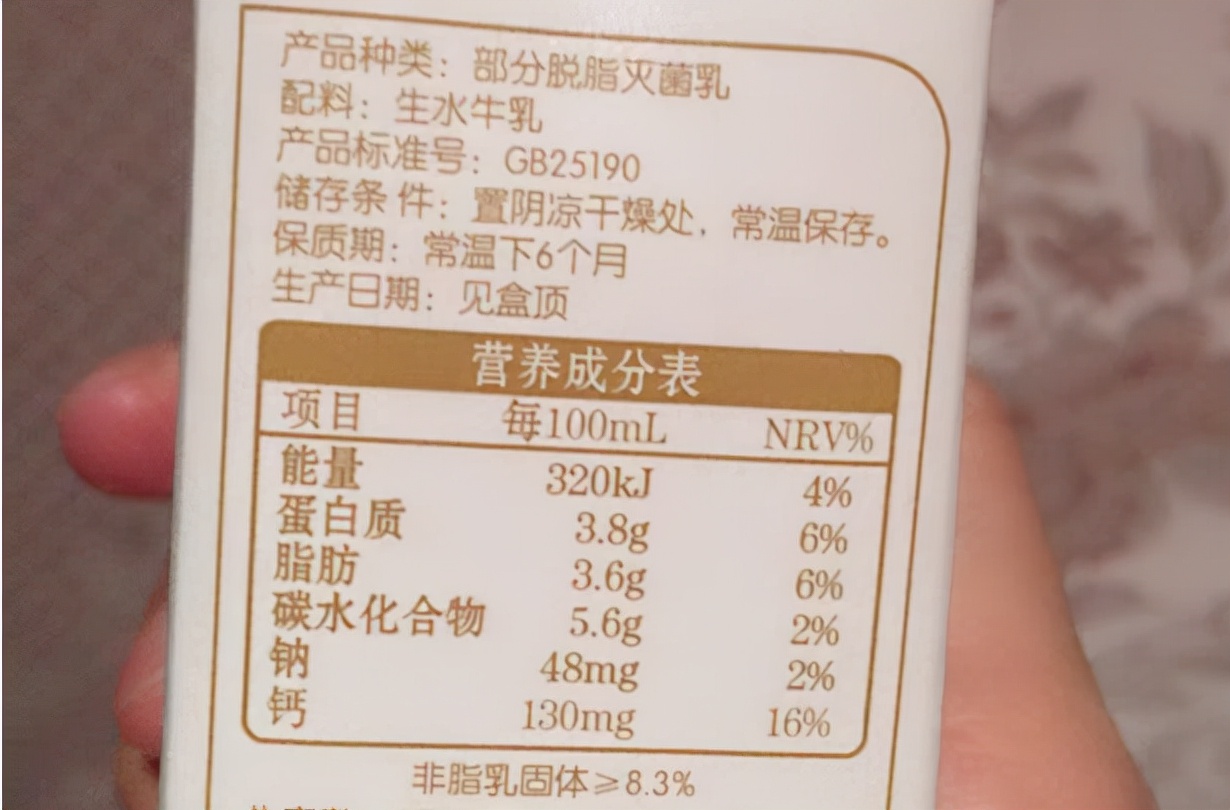 产品种类：部分脱脂灭菌乳
配料：生水牛乳
产品标准号：GB25190
储存条件：置阴凉干燥处，常温保存。
保质期：常温下6个月
生产日期：见盒顶
营养成分表
项目 每100mL NRV%
能量 320kJ 4%
蛋白质 3.8g 6%
脂肪 3.6g 6%
碳水化合物 5.6g 2%
钠 48mg 2%
钙 130mg 16%
非脂乳固体≥8.3%